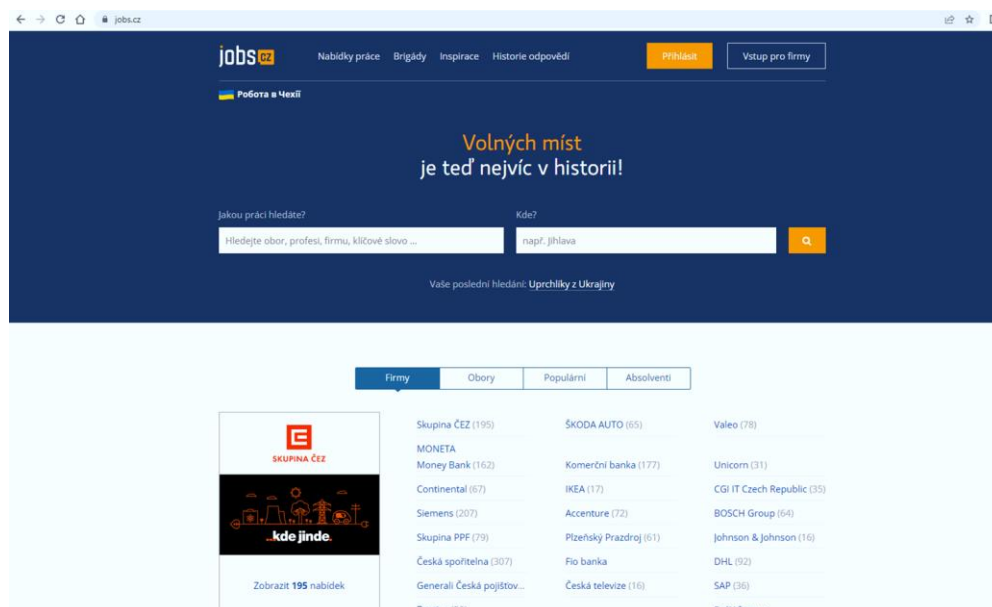 jobs.cz
jobs cz Nabídky práce Brigády Inspirace Historie odpovědí Přihlásit Vstup pro firmy
Робота в Чехії
Volných míst
je teď nejvíc v historii!
Jakou práci hledáte? Kde?
Hledejte obor, profesi, firmu, klíčové slovo ... např. Jihlava
Vaše poslední hledání: Uprchlíky z Ukrajiny
Firmy Obory Populární Absolventi
SKUPINA ČEZ
..kde jinde.
Zobrazit 195 nabídek
Skupina ČEZ (195) ŠKODA AUTO (65) Valeo (78)
MONETA
Money Bank (162) Komerční banka (177) Unicorn (31)
Continental (67) IKEA (17) CGI IT Czech Republic (35)
Siemens (207) Accenture (72) BOSCH Group (64)
Skupina PPF (79) Plzeňský Prazdroj (61) Johnson & Johnson (16)
Česká spořitelna (307) Fio banka DHL (92)
Generali Česká pojišťov... Česká televize (16) SAP (36)